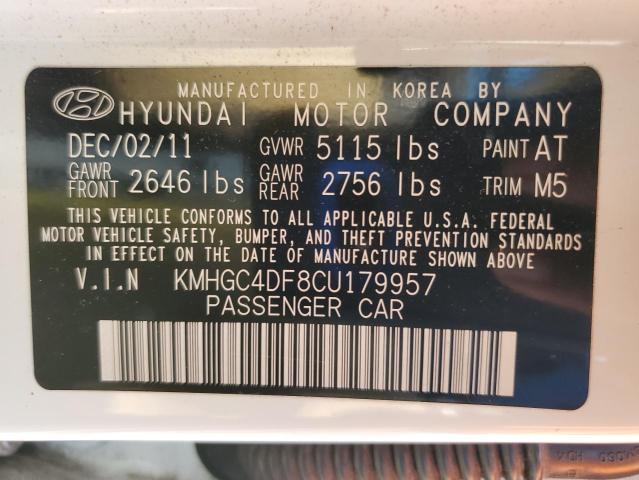 MANUFACTURED IN KOREA BY
HYUNDAI MOTOR COMPANY
DEC/02/11 GVWR 5115 lbs PAINT AT
GAWR FRONT 2646 lbs GAWR REAR 2756 lbs TRIM M5
THIS VEHICLE CONFORMS TO ALL APPLICABLE U.S.A. FEDERAL
MOTOR VEHICLE SAFETY, BUMPER, AND THEFT PREVENTION STANDARDS
IN EFFECT ON THE DATE OF MANUFACTURE SHOWN ABOVE
V.I.N KMHGC4DF8CU179957
PASSENGER CAR